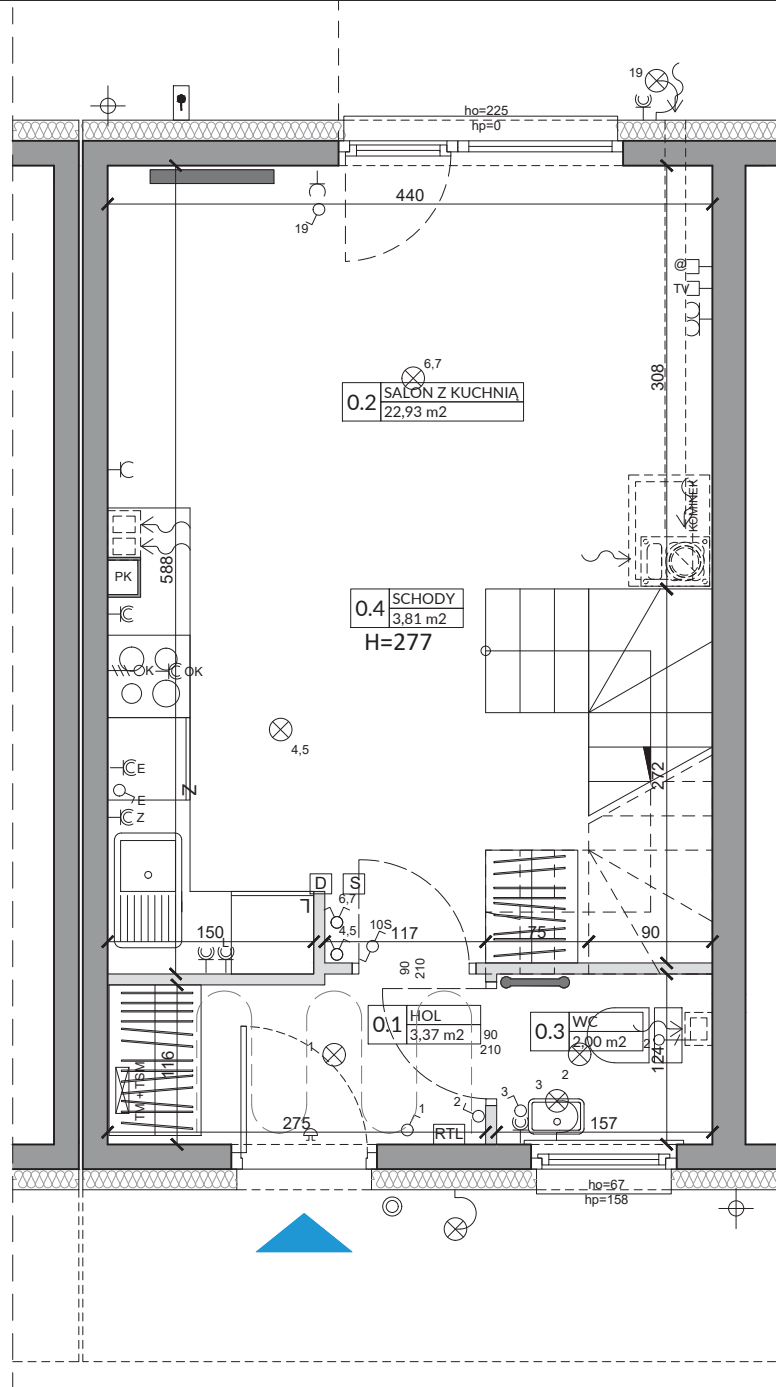 19
ho=225
hp=0
440
19
@
TV
6,7
308
0.2 SALON Z KUCHNIĄ
22,93 m2
KOMINEK
588
PK
0.4 SCHODY
3,81 m2
H=277
OK OK
4,5
272
E
E
Z
Z
D S
6,7
10S
4,5
L
150 117 75 90
90
210
0.1 HOL
3,37 m2
90
210
0.3 WC
2,00 m2
2
1
116
124
TM + TSM
2
3
3
2
1
275
RTL
157
ho=67
hp=158